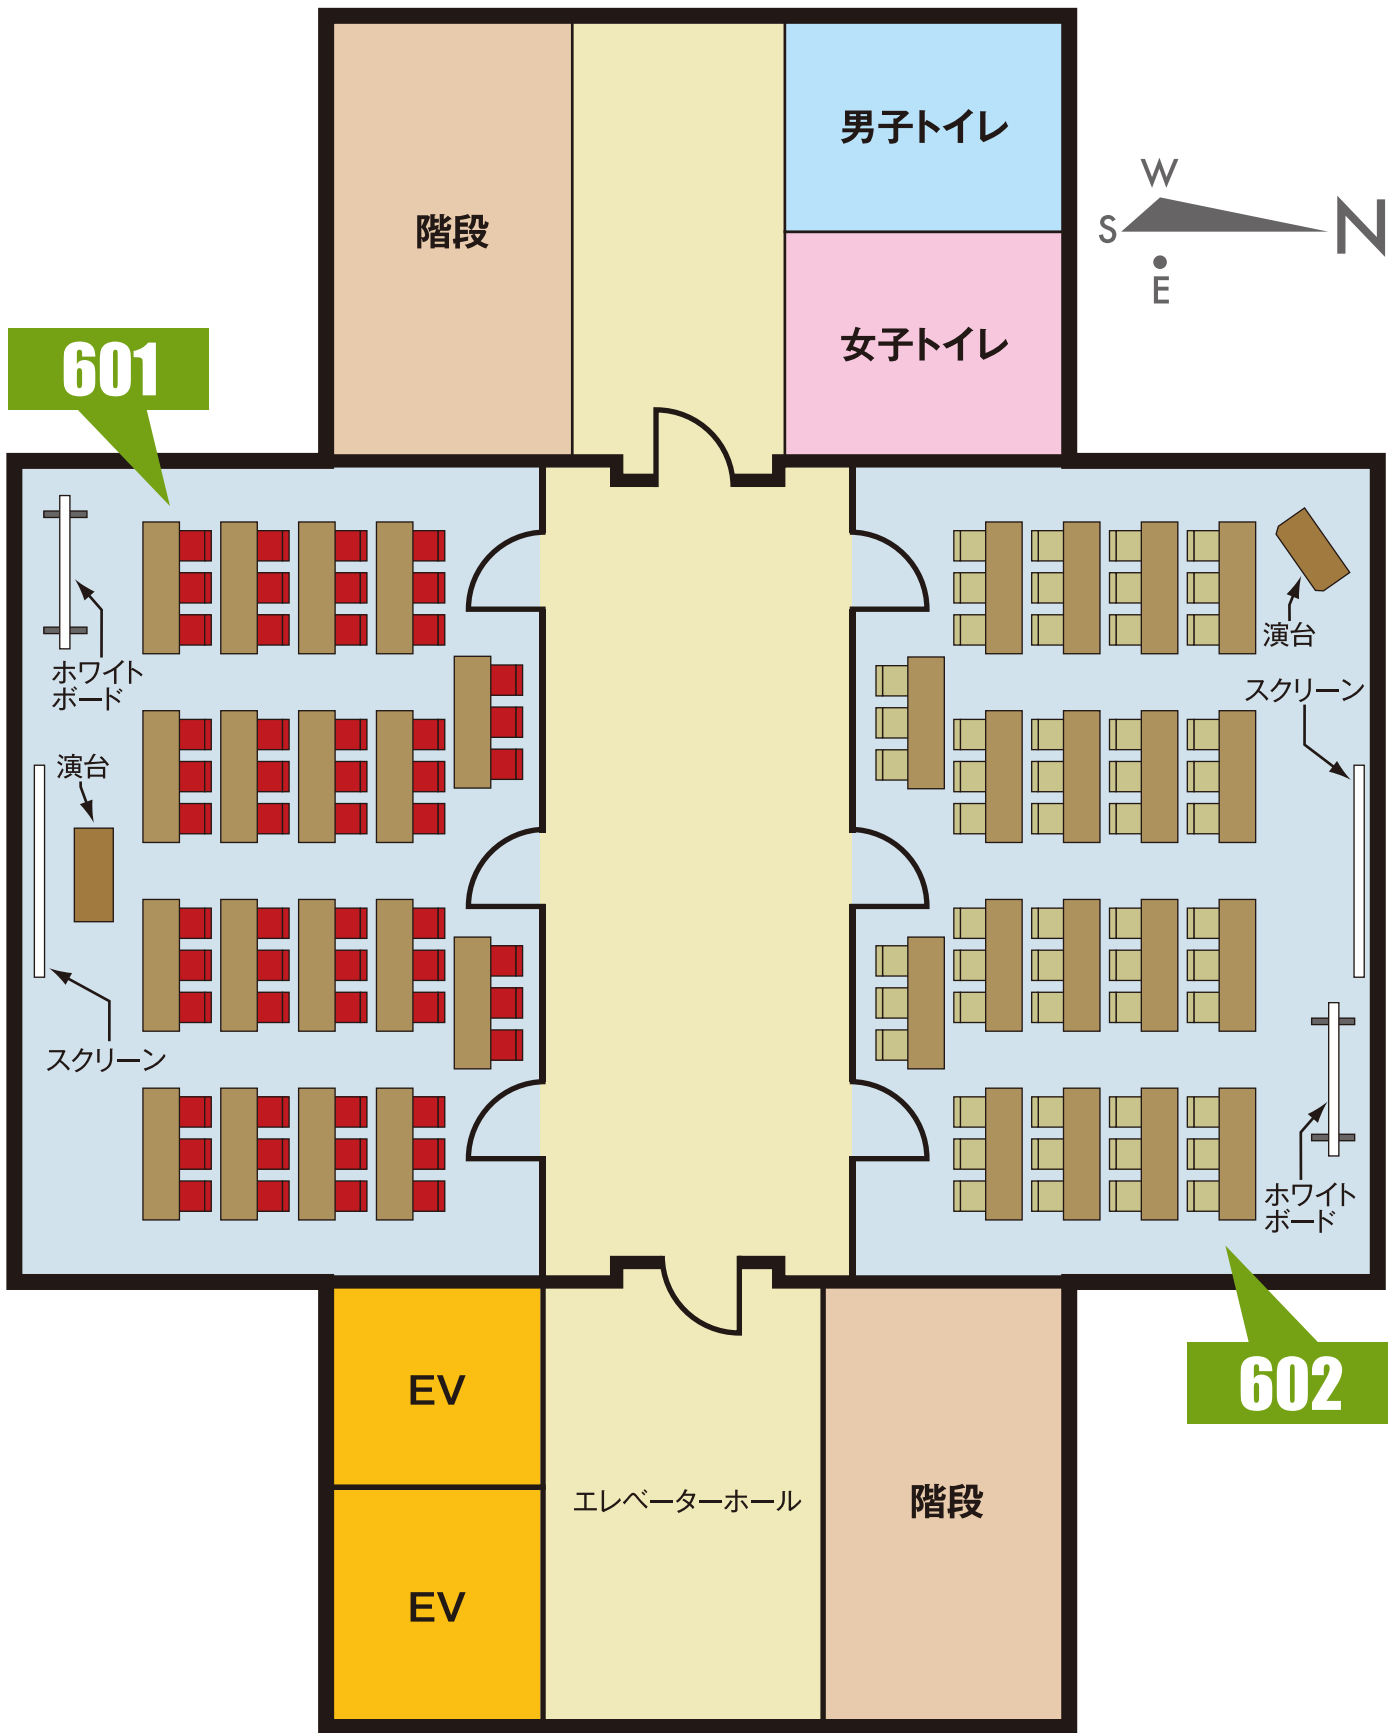 男子トイレ
W
S
N
E
階段
女子トイレ
601
ホワイト
ボード
演台
スクリーン
演台
スクリーン
ホワイト
ボード
602
EV
エレベーターホール
階段
EV